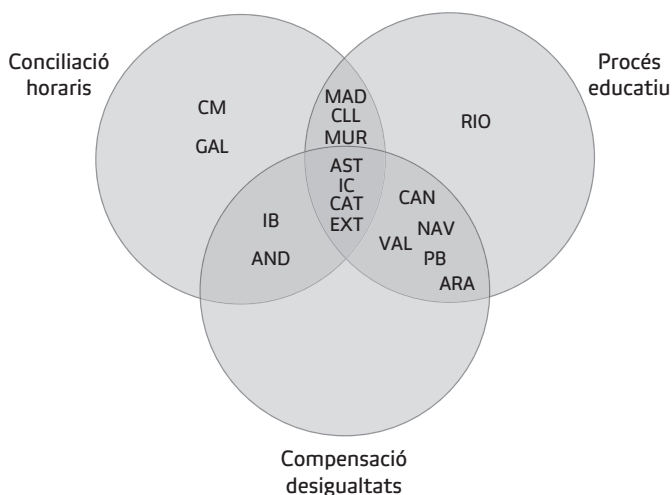 Conciliació
horaris
Procés
educatiu
CM
GAL
MAD
CLL
MUR
RIO
AST
IC
CAT
EXT
IB
AND
CAN
NAV
VAL
PB
ARA
Compensació
desigualtats